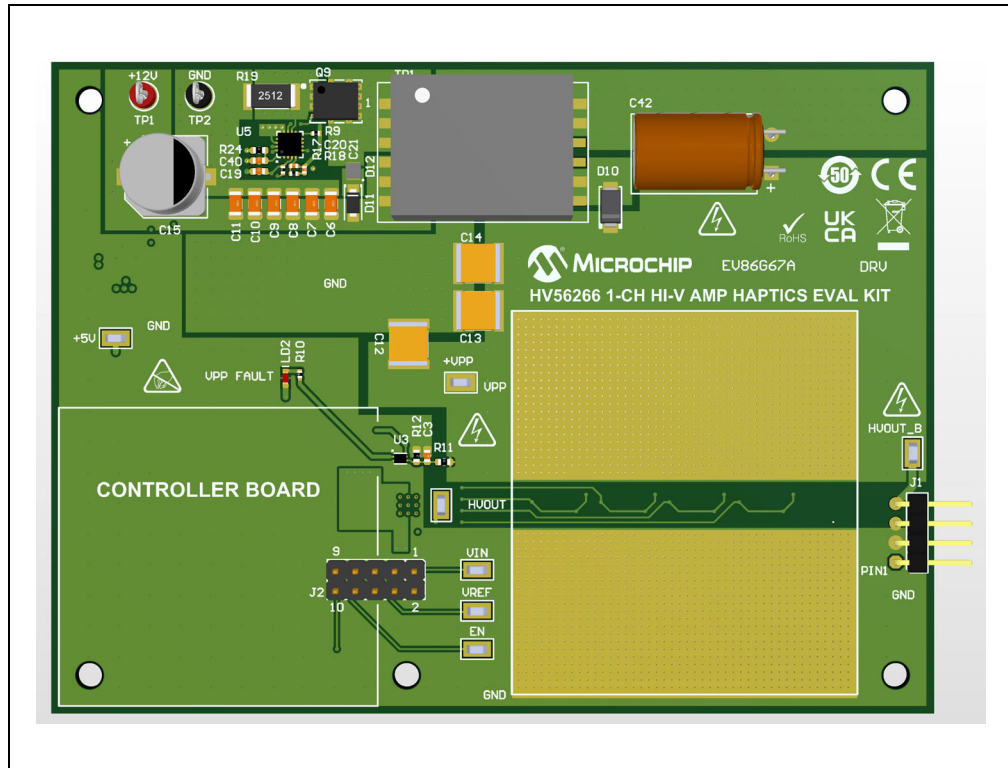 +12V
GND
TP1
TP2
R19
2512
Q9
1
U5
R9
C20
R17
R18
C21
R24
C40
C19
D12
D11
C15
C11
C10
C9
C8
C7
C6
C42
D10
50
CE
RoHS
UK
CA
C14
MICROCHIP
EV86G67A
DRV
GND
HV56266 1-CH HI-V AMP HAPTICS EVAL KIT
+5V
GND
C12
C13
LD2
R10
VPP FAULT
+VPP
VPP
R12
C3
U3
R11
HVOUT_B
J1
CONTROLLER BOARD
HVOUT
9
1
VIN
J2
10
2
VREF
EN
PIN1
GND
GND